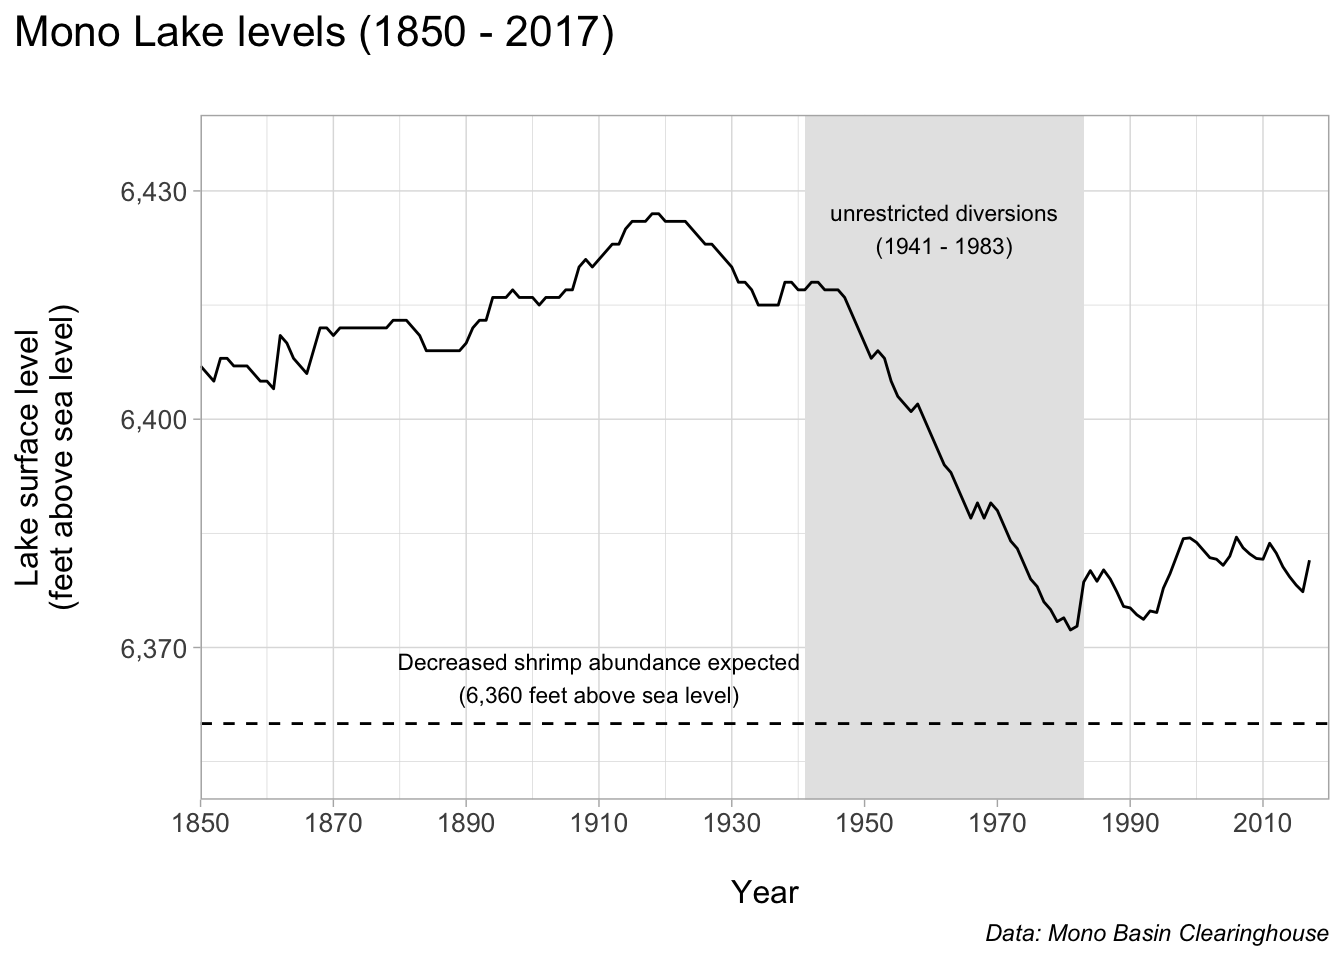 Mono Lake levels (1850 - 2017)
Lake surface level
(feet above sea level)
6,430
6,400
6,370
unrestricted diversions
(1941 - 1983)
Decreased shrimp abundance expected
(6,360 feet above sea level)
1850 1870 1890 1910 1930 1950 1970 1990 2010
Year
Data: Mono Basin Clearinghouse